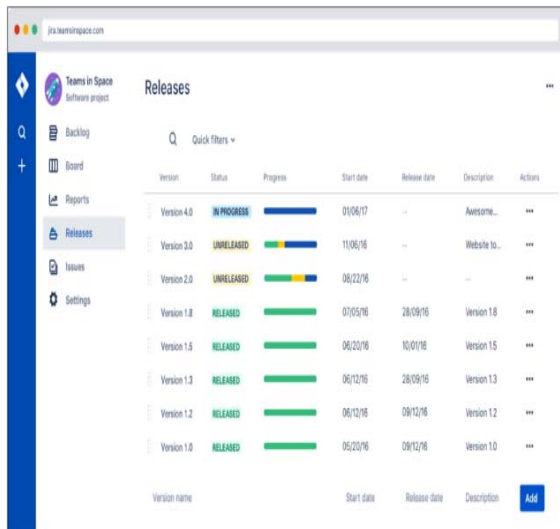 jira.teamsinspace.com
Teams in Space
Software project
Backlog
Board
Reports
Releases
Issues
Settings
Releases
Quick filters
Version Status Progress Start date Release date Description Actions
Version 4.0 IN PROGRESS 01/06/17 -- Awesome... •••
Version 3.0 UNRELEASED 11/06/16 -- Website to... •••
Version 2.0 UNRELEASED 08/22/16 -- -- •••
Version 1.8 RELEASED 07/05/16 28/09/16 Version 1.8 •••
Version 1.5 RELEASED 06/20/16 10/01/16 Version 1.5 •••
Version 1.3 RELEASED 06/12/16 28/09/16 Version 1.3 •••
Version 1.2 RELEASED 06/12/16 09/12/16 Version 1.2 •••
Version 1.0 RELEASED 05/20/16 09/12/16 Version 1.0 •••
Version name Start date Release date Description Add